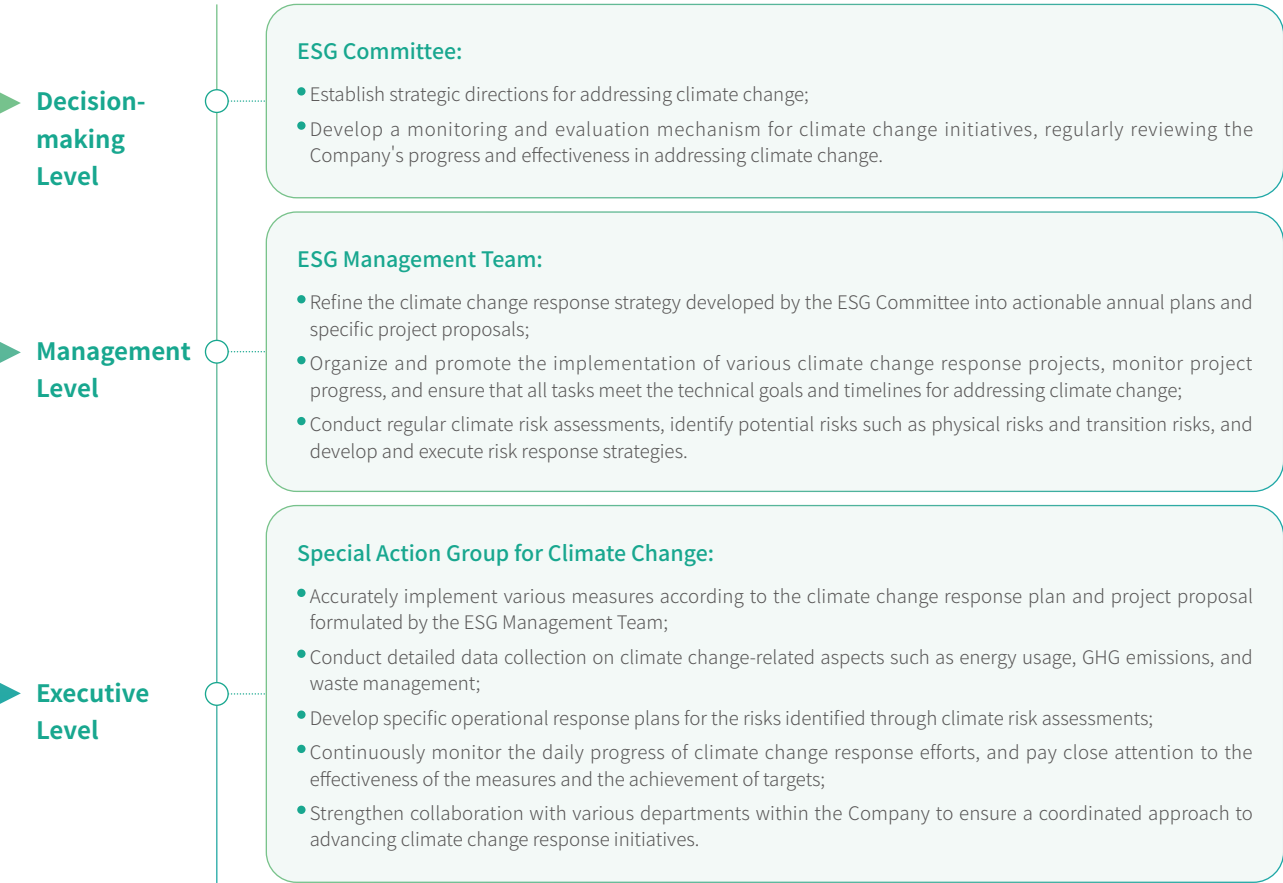 Decision-
making
Level
ESG Committee:
• Establish strategic directions for addressing climate change;
• Develop a monitoring and evaluation mechanism for climate change initiatives, regularly reviewing the
Company's progress and effectiveness in addressing climate change.
Management
Level
ESG Management Team:
• Refine the climate change response strategy developed by the ESG Committee into actionable annual plans and
specific project proposals;
• Organize and promote the implementation of various climate change response projects, monitor project
progress, and ensure that all tasks meet the technical goals and timelines for addressing climate change;
• Conduct regular climate risk assessments, identify potential risks such as physical risks and transition risks, and
develop and execute risk response strategies.
Executive
Level
Special Action Group for Climate Change:
• Accurately implement various measures according to the climate change response plan and project proposal
formulated by the ESG Management Team;
• Conduct detailed data collection on climate change-related aspects such as energy usage, GHG emissions, and
waste management;
• Develop specific operational response plans for the risks identified through climate risk assessments;
• Continuously monitor the daily progress of climate change response efforts, and pay close attention to the
effectiveness of the measures and the achievement of targets;
• Strengthen collaboration with various departments within the Company to ensure a coordinated approach to
advancing climate change response initiatives.